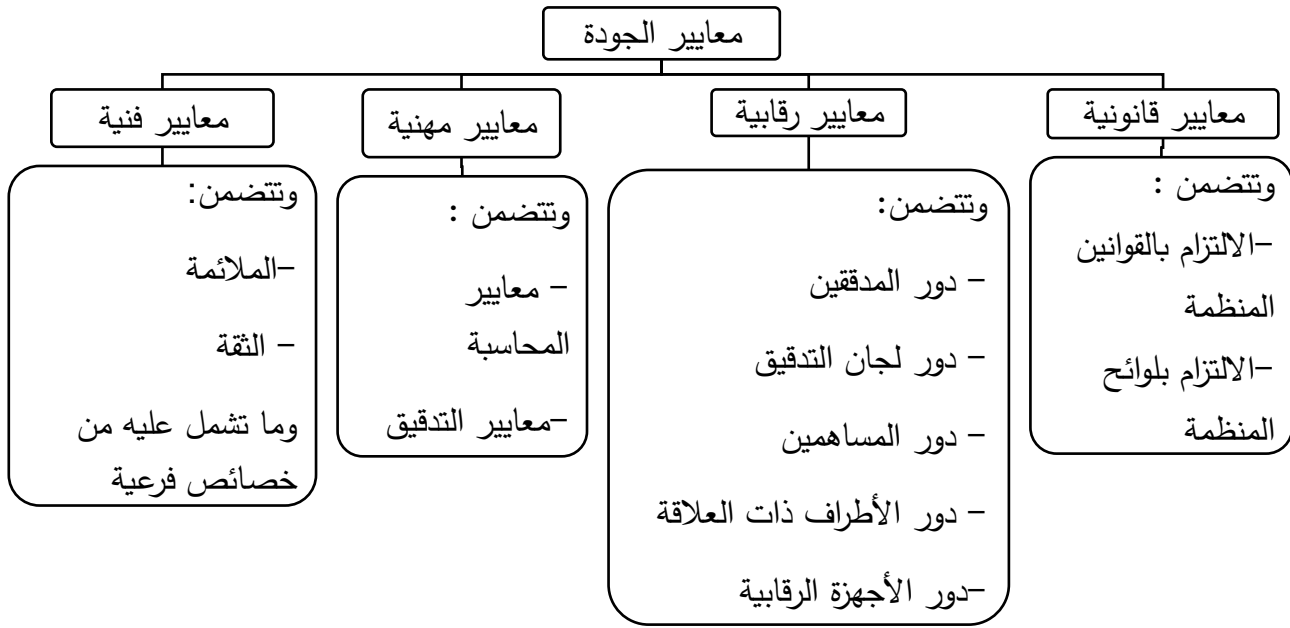 معايير الجودة
معايير قانونية
معايير رقابية
معايير مهنية
معايير فنية
وتتضمن :
-الالتزام بالقوانين
المنظمة
-الالتزام بلوائح
المنظمة
وتتضمن:
- دور المدققين
- دور لجان التدقيق
- دور المساهمين
- دور الأطراف ذات العلاقة
-دور الأجهزة الرقابية
وتتضمن :
- معايير
المحاسبة
-معايير التدقيق
وتتضمن:
-الملائمة
- الثقة
وما تشمل عليه من
خصائص فرعية